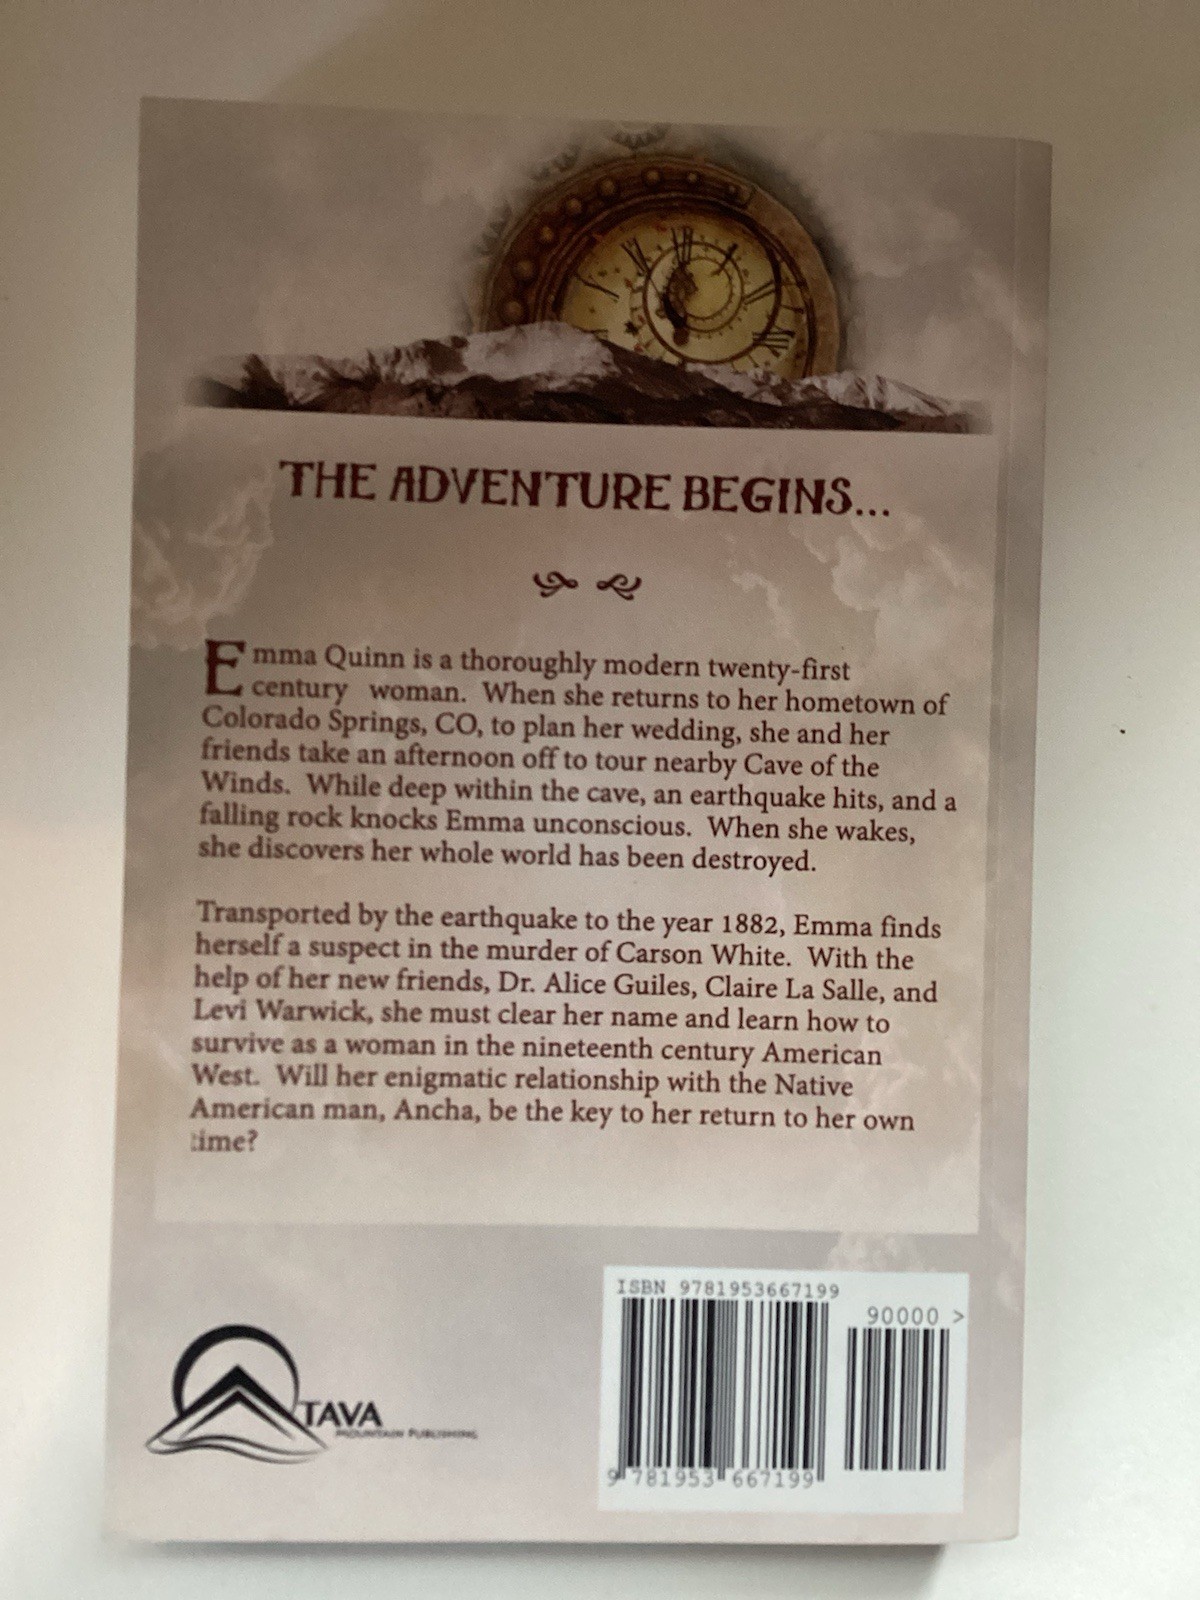 THE ADVENTURE BEGINS...
Emma Quinn is a thoroughly modern twenty-first
century woman. When she returns to her hometown of
Colorado Springs, CO, to plan her wedding, she and her
friends take an afternoon off to tour nearby Cave of the
Winds. While deep within the cave, an earthquake hits, and a
falling rock knocks Emma unconscious. When she wakes,
she discovers her whole world has been destroyed.
Transported by the earthquake to the year 1882, Emma finds
herself a suspect in the murder of Carson White. With the
help of her new friends, Dr. Alice Guiles, Claire La Salle, and
Levi Warwick, she must clear her name and learn how to
survive as a woman in the nineteenth century American
West. Will her enigmatic relationship with the Native
American man, Ancha, be the key to her return to her own
time?
TAVA
MOUNTAIN PUBLISHING
ISBN 9781953667199
90000 >
9 781953 667199